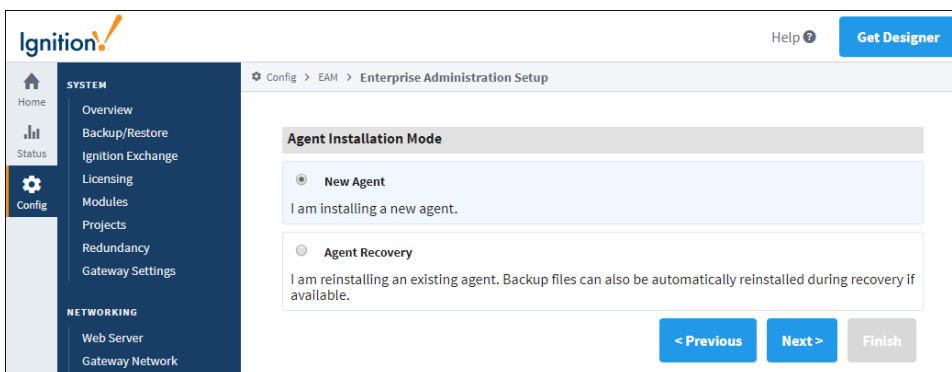 Ignition!
Help ?
Get Designer
Home
Status
Config
SYSTEM
Overview
Backup/Restore
Ignition Exchange
Licensing
Modules
Projects
Redundancy
Gateway Settings
NETWORKING
Web Server
Gateway Network
Config > EAM > Enterprise Administration Setup
Agent Installation Mode
New Agent
I am installing a new agent.
Agent Recovery
I am reinstalling an existing agent. Backup files can also be automatically reinstalled during recovery if
available.
< Previous
Next >
Finish